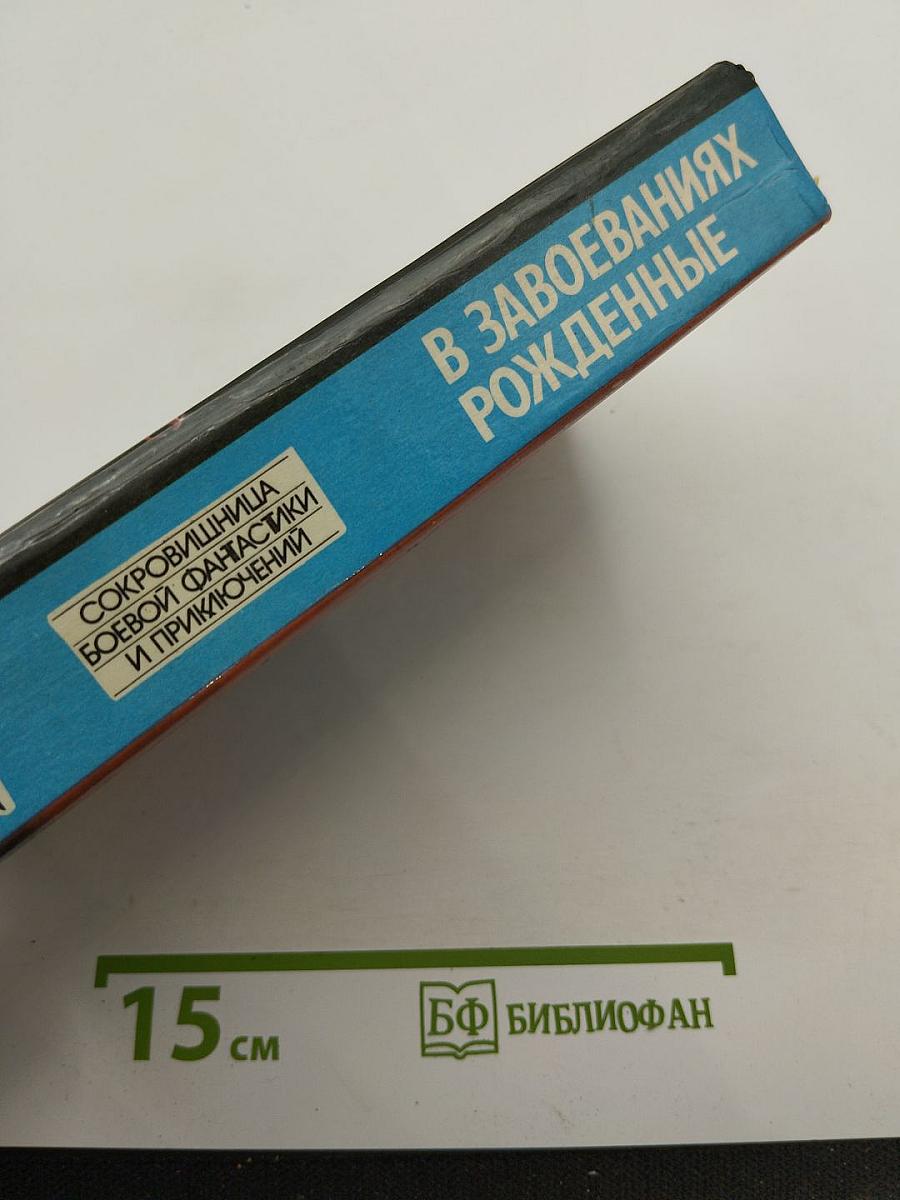 В ЗАВОЕВАНИЯХ
РОЖДЕННЫЕ
СОКРОВИЩНИЦА
БОЕВОЙ ФАНТАСТИКИ
И ПРИКЛЮЧЕНИЙ
15 см
БФ БИБЛИОФАН